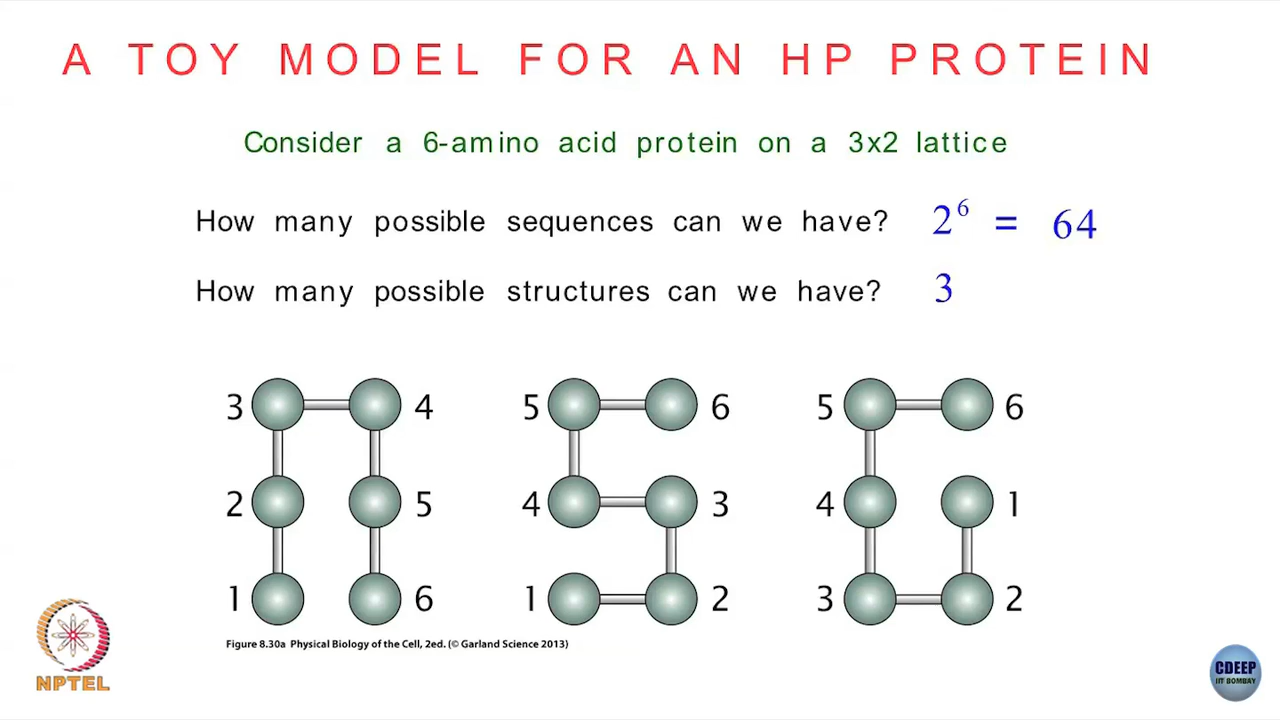 A TOY MODEL FOR AN HP PROTEIN
Consider a 6-amino acid protein on a 3x2 lattice
How many possible sequences can we have? 2⁶ = 64
How many possible structures can we have? 3
3 4 5 6 5 6
2 5 4 3 4 1
1 6 1 2 3 2
Figure 8.30a Physical Biology of the Cell, 2ed. (© Garland Science 2013)
NPTEL
CDEEP
IIT BOMBAY